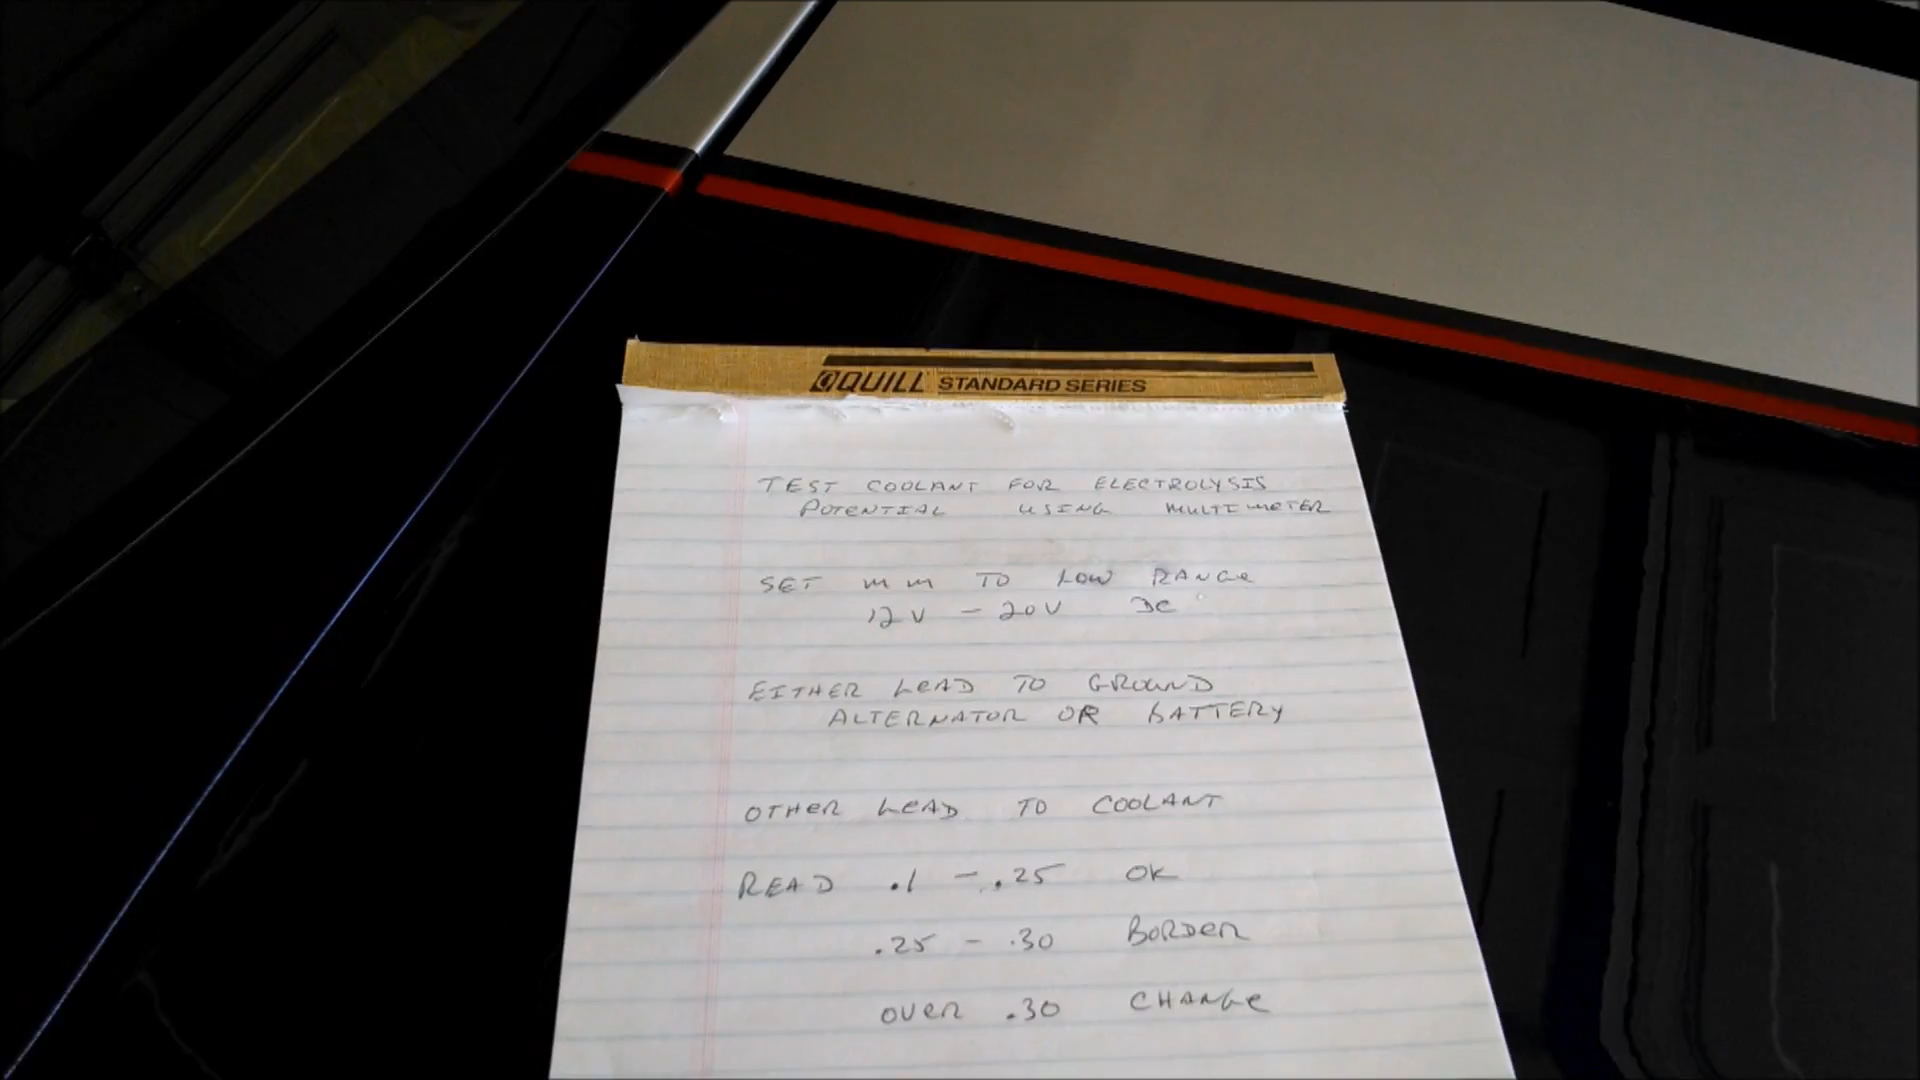 QUILL STANDARD SERIES
TEST COOLANT FOR ELECTROLYSIS
POTENTIAL USING MULTIMETER
SET MM TO LOW RANGE
12V - 20V DC
EITHER LEAD TO GROUND
ALTERNATOR OR BATTERY
OTHER LEAD TO COOLANT
READ .1 - .25 OK
.25 - .30 BORDER
OVER .30 CHANGE